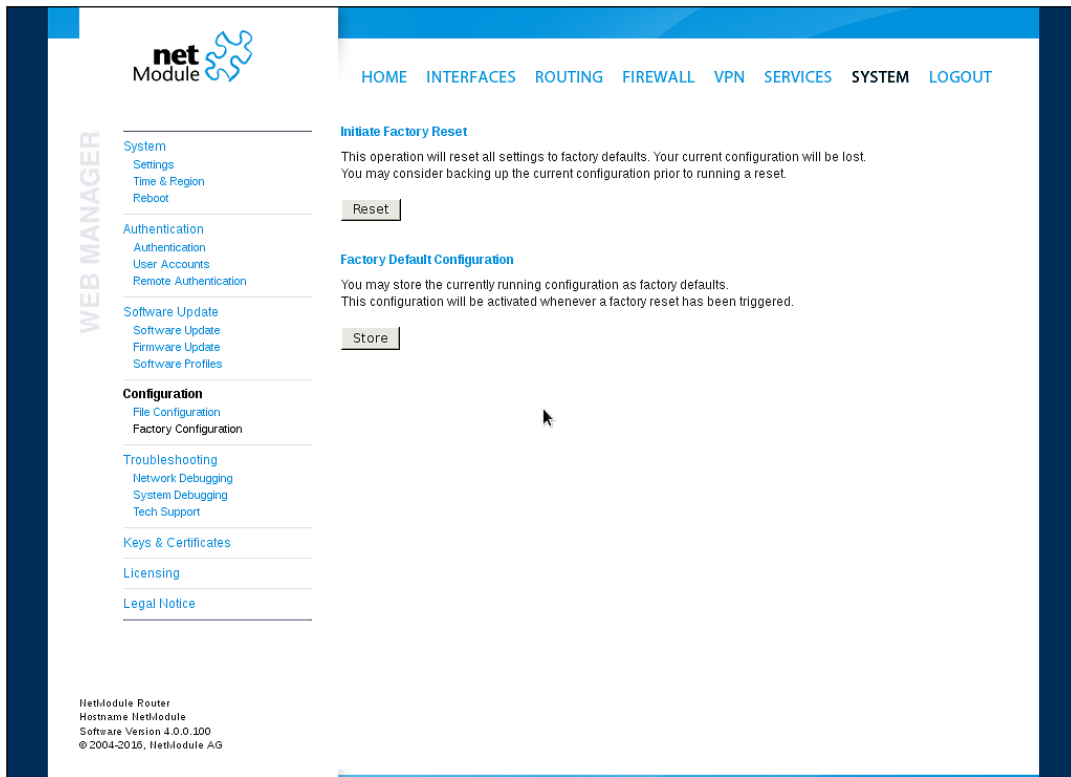 net
Module
HOME INTERFACES ROUTING FIREWALL VPN SERVICES SYSTEM LOGOUT
WEB MANAGER
System
Settings
Time & Region
Reboot
Authentication
Authentication
User Accounts
Remote Authentication
Software Update
Software Update
Firmware Update
Software Profiles
Configuration
File Configuration
Factory Configuration
Troubleshooting
Network Debugging
System Debugging
Tech Support
Keys & Certificates
Licensing
Legal Notice
Initiate Factory Reset
This operation will reset all settings to factory defaults. Your current configuration will be lost.
You may consider backing up the current configuration prior to running a reset.
Reset
Factory Default Configuration
You may store the currently running configuration as factory defaults.
This configuration will be activated whenever a factory reset has been triggered.
Store
NetModule Router
Hostname NetModule
Software Version 4.0.0.100
© 2004-2016, NetModule AG